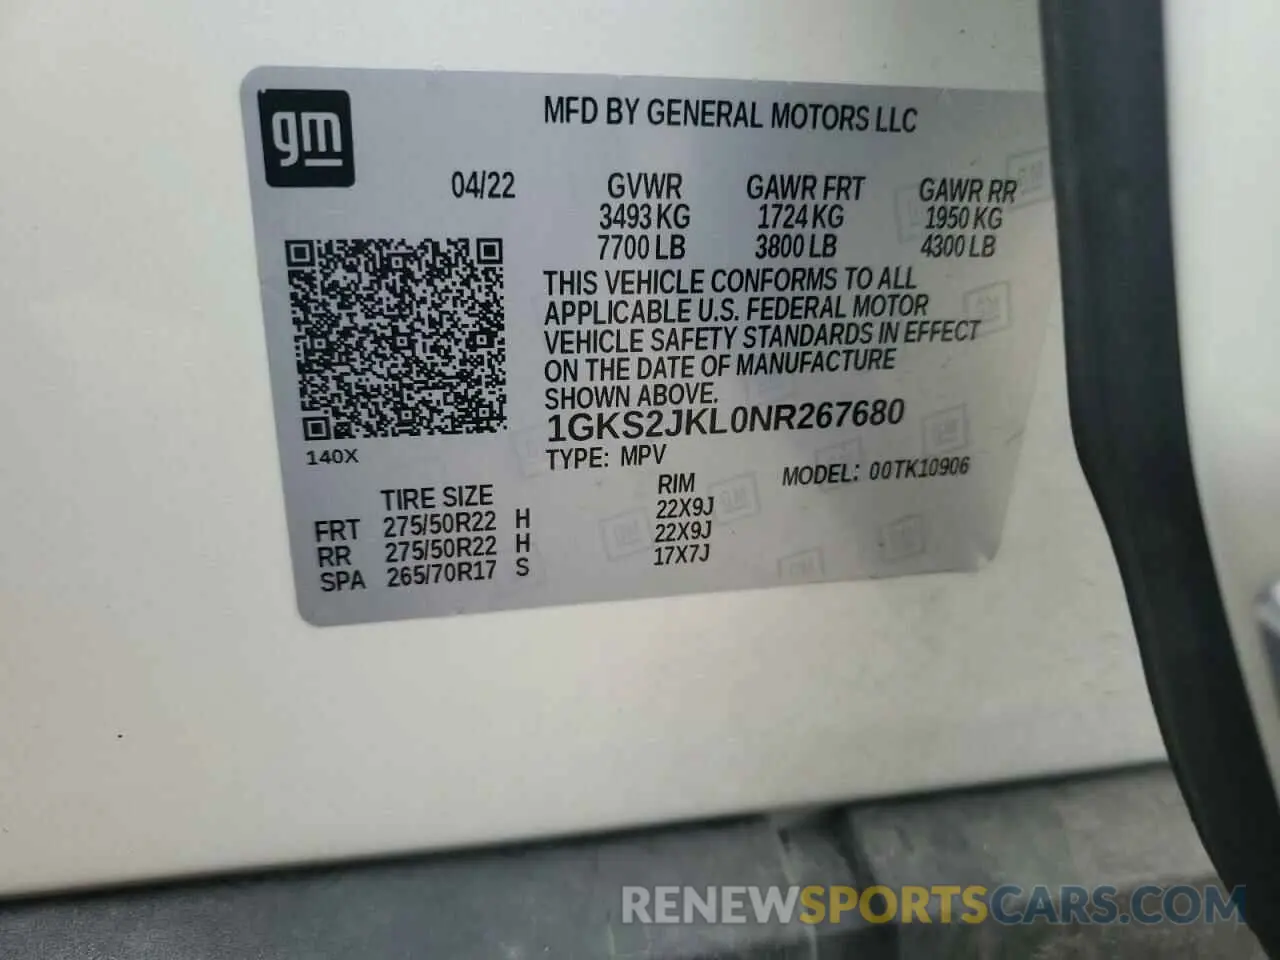 gm
MFD BY GENERAL MOTORS LLC
04/22 GVWR GAWR FRT GAWR RR
3493 KG 1724 KG 1950 KG
7700 LB 3800 LB 4300 LB
THIS VEHICLE CONFORMS TO ALL
APPLICABLE U.S. FEDERAL MOTOR
VEHICLE SAFETY STANDARDS IN EFFECT
ON THE DATE OF MANUFACTURE
SHOWN ABOVE.
1GKS2JKL0NR267680
140X
TYPE: MPV MODEL: 00TK10906
TIRE SIZE RIM
FRT 275/50R22 H 22X9J
RR 275/50R22 H 22X9J
SPA 265/70R17 S 17X7J
RENEWSPORTSCARS.COM